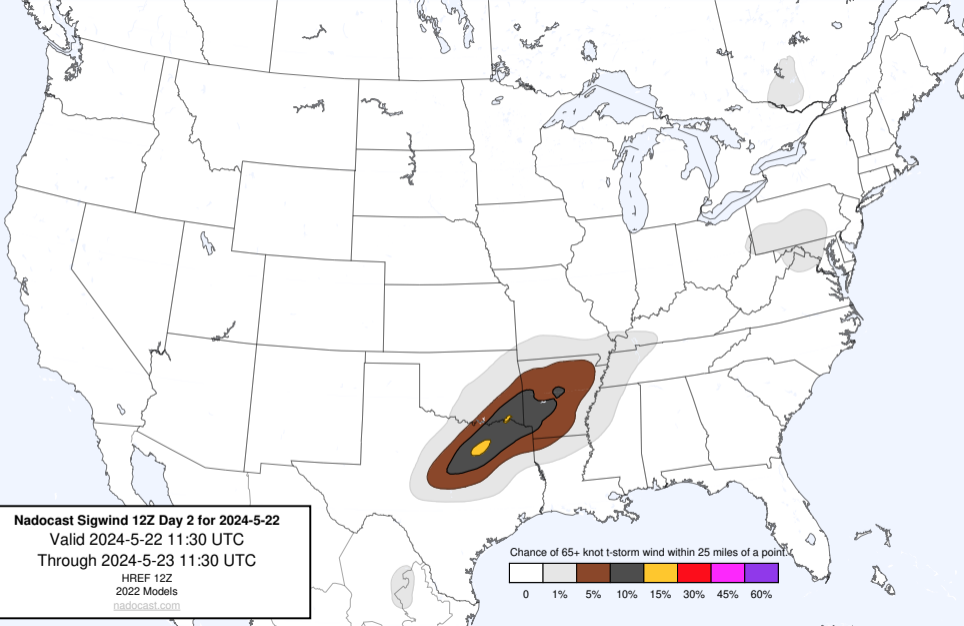 Nadocast Sigwind 12Z Day 2 for 2024-5-22
Valid 2024-5-22 11:30 UTC
Through 2024-5-23 11:30 UTC
HREF 12Z
2022 Models
nadocast.com
Chance of 65+ knot t-storm wind within 25 miles of a point.
0 1% 5% 10% 15% 30% 45% 60%